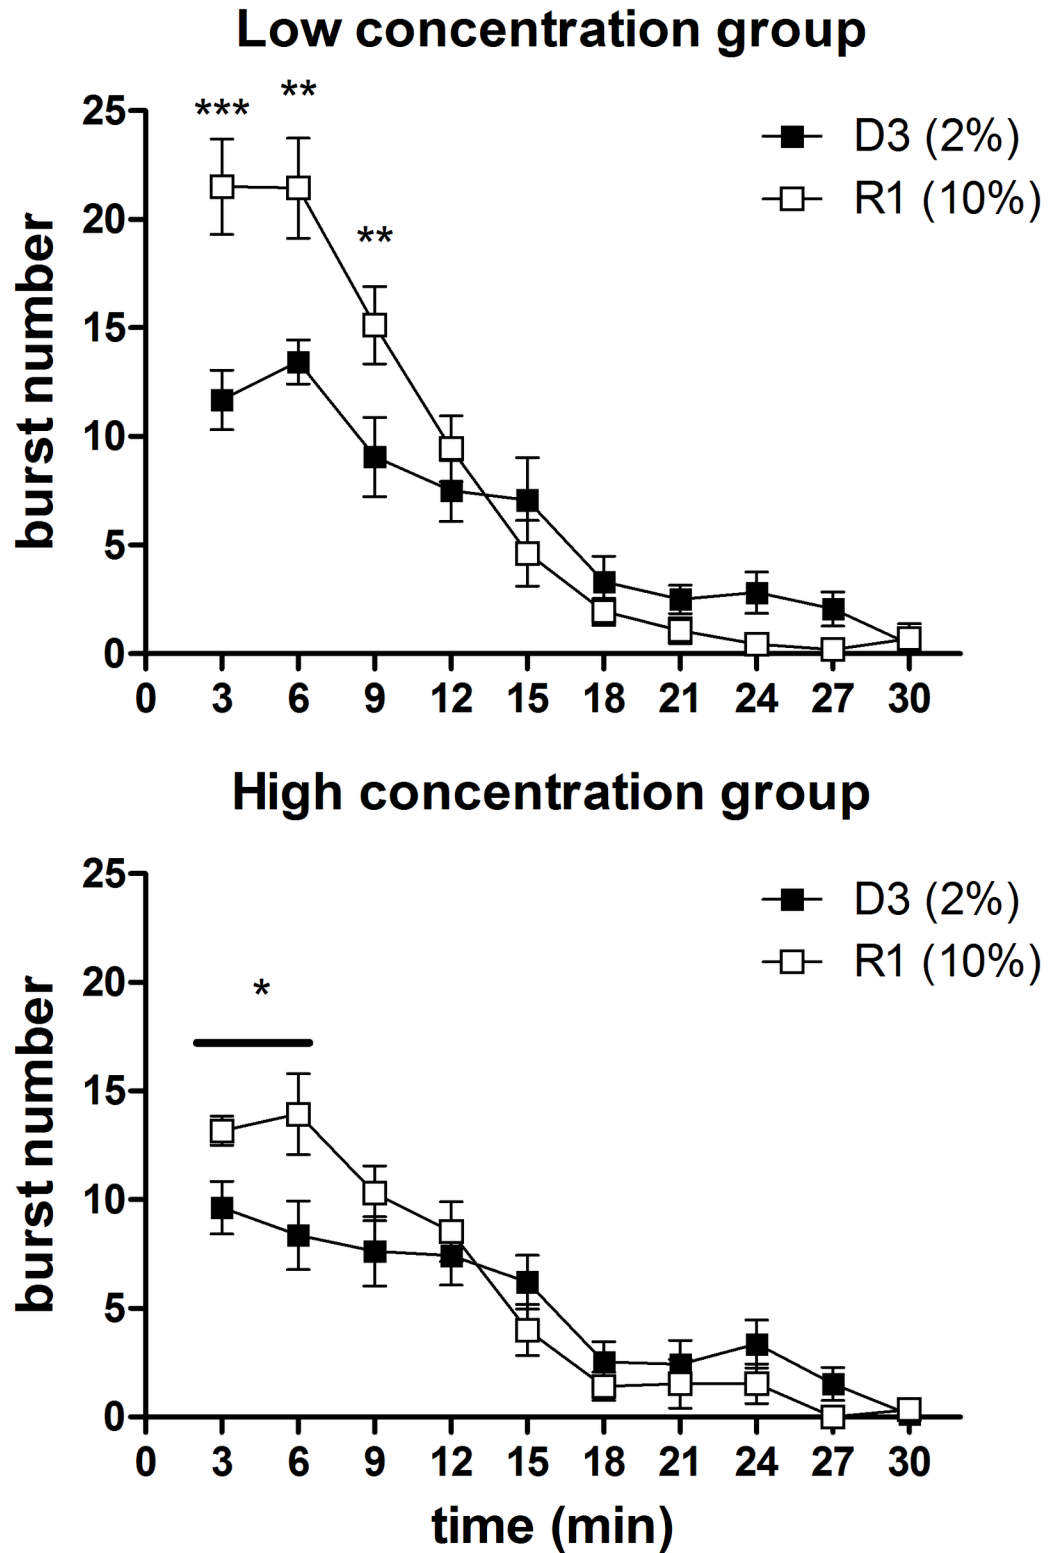 Low concentration group
*** **
25
D3 (2%)
R1 (10%)
20
**
15
burst number
10
5
0
0 3 6 9 12 15 18 21 24 27 30
High concentration group
25
D3 (2%)
R1 (10%)
20
*
15
burst number
10
5
0
0 3 6 9 12 15 18 21 24 27 30
time (min)